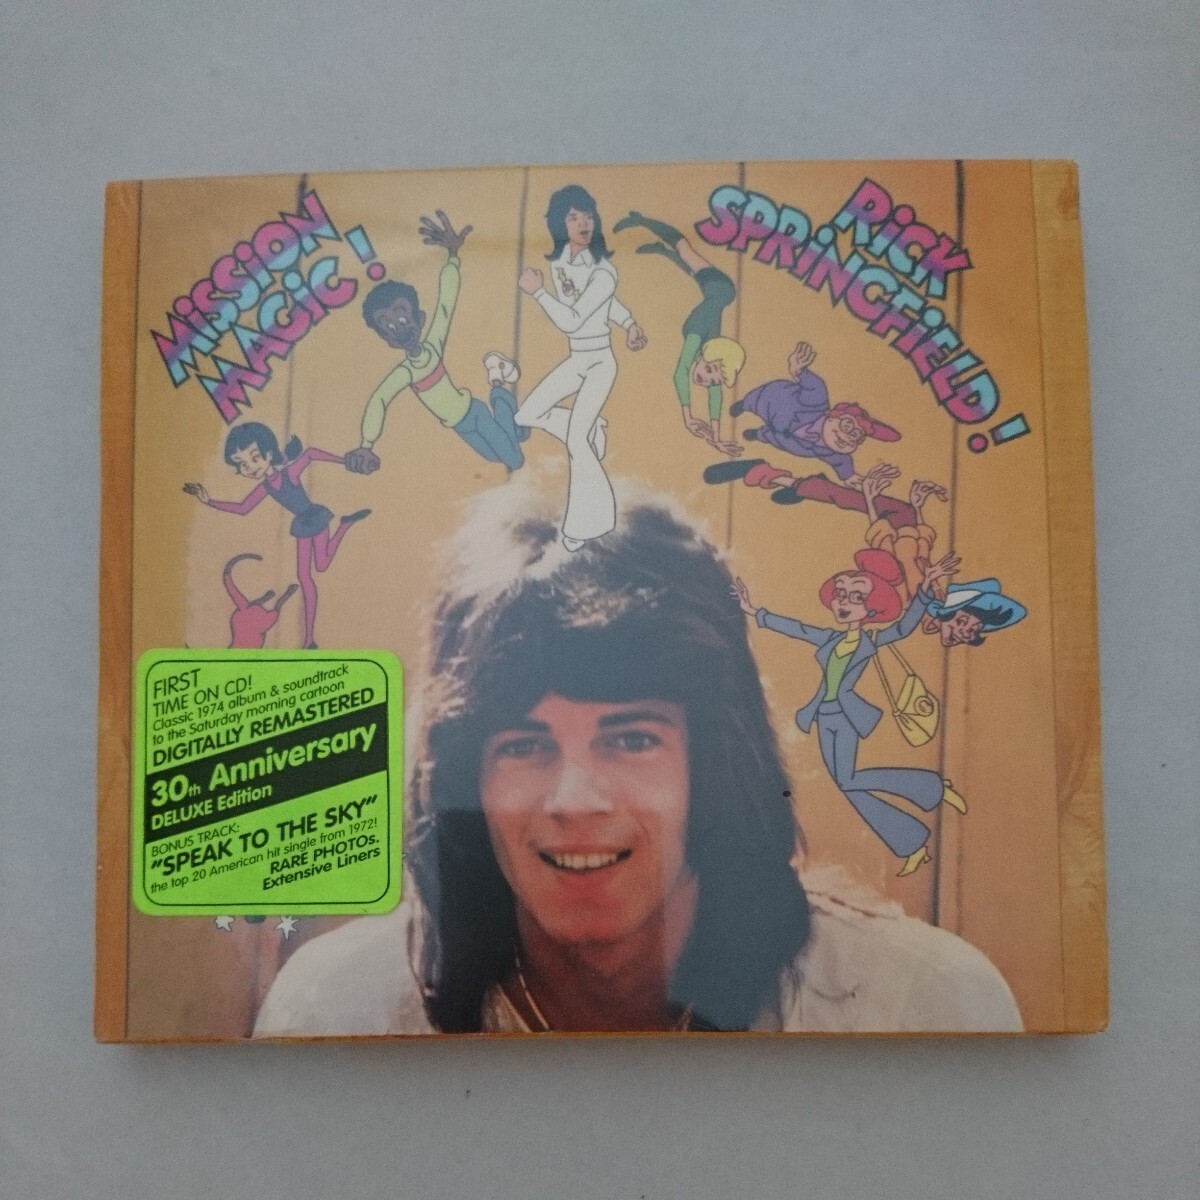 MiSSiON
MAGiC!
RiCK
SPRiNGFiELD!
FIRST
TIME ON CD!
Classic 1974 album & soundtrack
to the Saturday morning cartoon
DIGITALLY REMASTERED
30th Anniversary
DELUXE Edition
BONUS TRACK:
"SPEAK TO THE SKY"
the top 20 American hit single from 1972!
RARE PHOTOs.
Extensive Liners